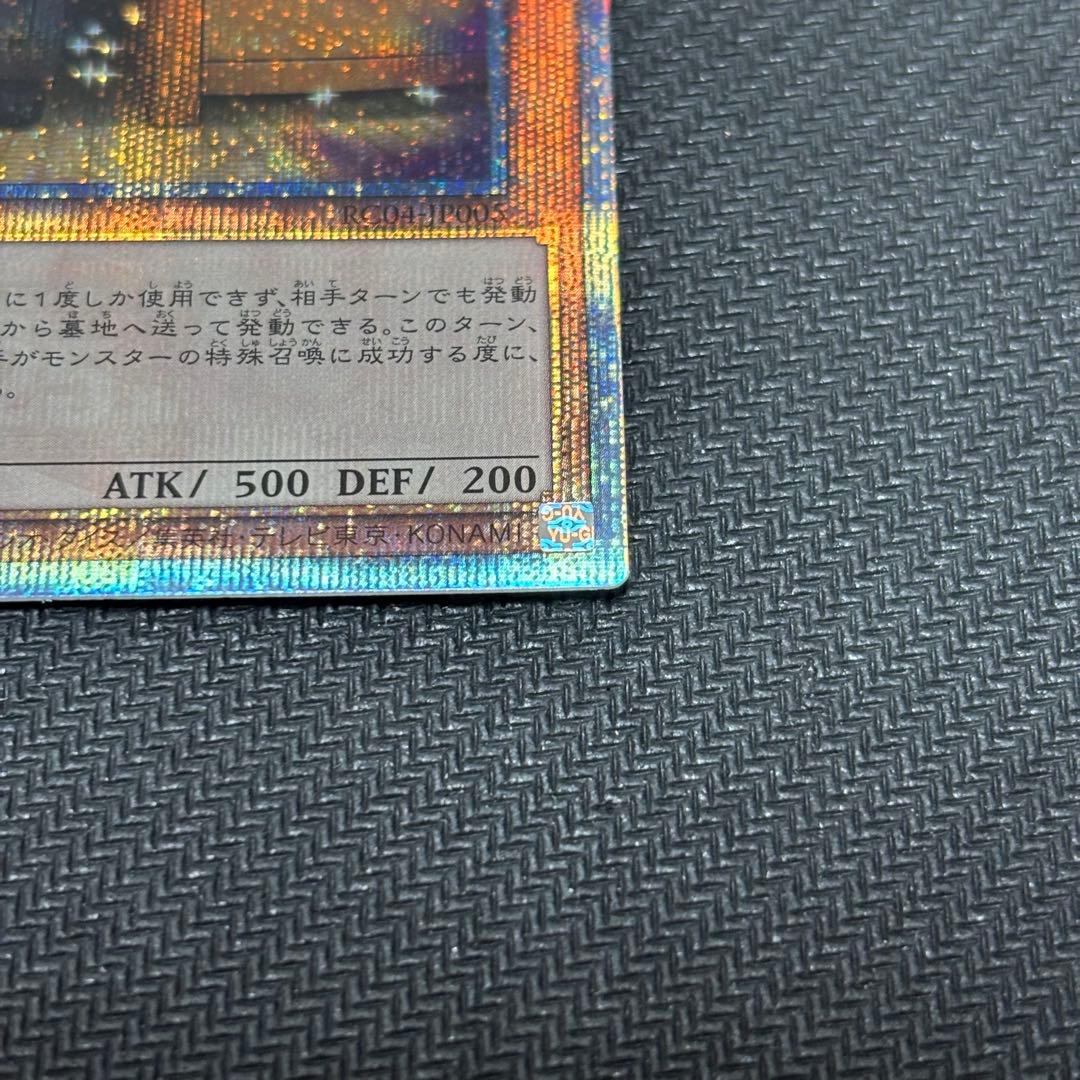 RC04-JP005
に1度しか使用できず、相手ターンでも発動
から墓地へ送って発動できる。このターン、
手がモンスターの特殊召喚に成功する度に、
。
ATK/ 500 DEF/ 200
集英社・テレビ東京・KONAMI